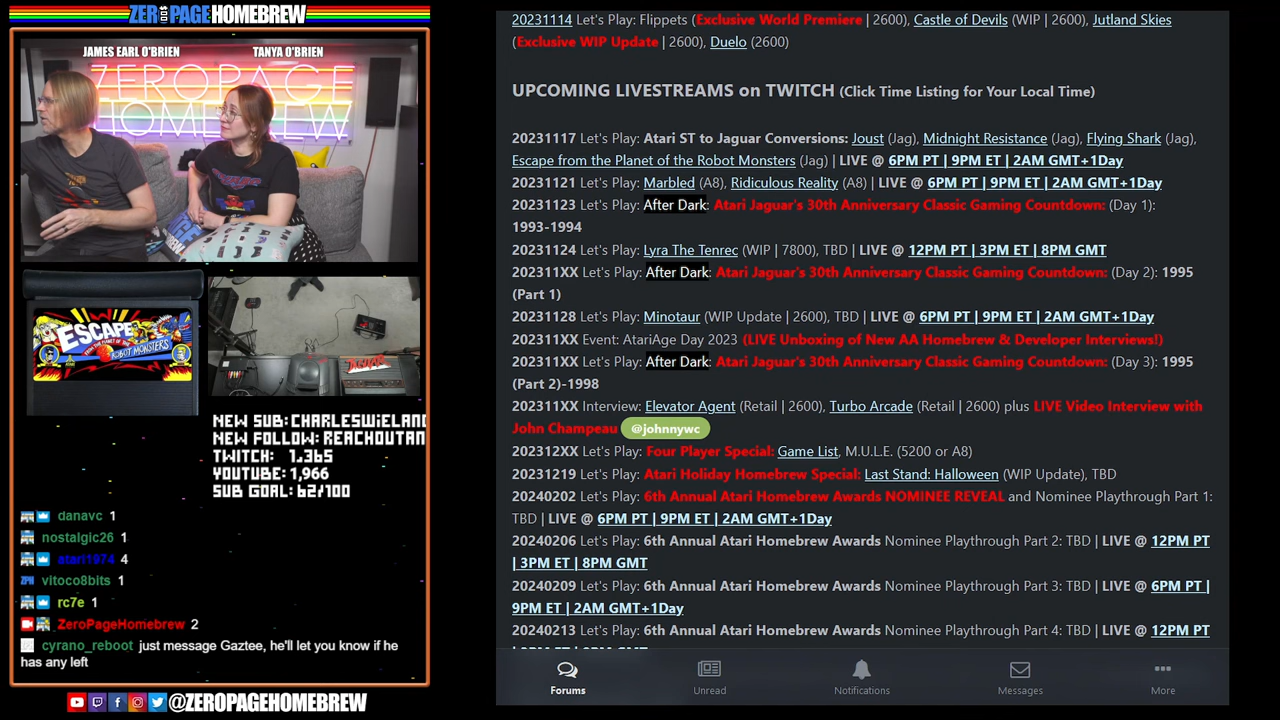 ZEROPAGEHOMEBREW
JAMES EARL O'BRIEN
TANYA O'BRIEN
ZEROPAGE
HOMEBREW
ESCAPE
FROM THE PLANET OF THE
ROBOT MONSTERS
JAGUAR
NEW SUB:CHARLESWIELAN
NEW FOLLOW:REACHOUTAN
TWITCH: 1,365
YOUTUBE: 1,966
SUB GOAL: 62/100
danavc 1
nostalgic26 1
atari1974 4
vitoco8bits 1
rc7e 1
ZeroPageHomebrew 2
cyrano_reboot just message Gaztee, he'll let you know if he
has any left
@ZEROPAGEHOMEBREW
20231114 Let's Play: Flippets (Exclusive World Premiere | 2600), Castle of Devils (WIP | 2600), Jutland Skies
(Exclusive WIP Update | 2600), Duelo (2600)
UPCOMING LIVESTREAMS on TWITCH (Click Time Listing for Your Local Time)
20231117 Let's Play: Atari ST to Jaguar Conversions: Joust (Jag), Midnight Resistance (Jag), Flying Shark (Jag),
Escape from the Planet of the Robot Monsters (Jag) | LIVE @ 6PM PT | 9PM ET | 2AM GMT+1Day
20231121 Let's Play: Marbled (A8), Ridiculous Reality (A8) | LIVE @ 6PM PT | 9PM ET | 2AM GMT+1Day
20231123 Let's Play: After Dark: Atari Jaguar's 30th Anniversary Classic Gaming Countdown: (Day 1):
1993-1994
20231124 Let's Play: Lyra The Tenrec (WIP | 7800), TBD | LIVE @ 12PM PT | 3PM ET | 8PM GMT
202311XX Let's Play: After Dark: Atari Jaguar's 30th Anniversary Classic Gaming Countdown: (Day 2): 1995
(Part 1)
20231128 Let's Play: Minotaur (WIP Update | 2600), TBD | LIVE @ 6PM PT | 9PM ET | 2AM GMT+1Day
202311XX Event: AtariAge Day 2023 (LIVE Unboxing of New AA Homebrew & Developer Interviews!)
202311XX Let's Play: After Dark: Atari Jaguar's 30th Anniversary Classic Gaming Countdown: (Day 3): 1995
(Part 2)-1998
202311XX Interview: Elevator Agent (Retail | 2600), Turbo Arcade (Retail | 2600) plus LIVE Video Interview with
John Champeau @johnnywc
202312XX Let's Play: Four Player Special: Game List, M.U.L.E. (5200 or A8)
20231219 Let's Play: Atari Holiday Homebrew Special: Last Stand: Halloween (WIP Update), TBD
20240202 Let's Play: 6th Annual Atari Homebrew Awards NOMINEE REVEAL and Nominee Playthrough Part 1:
TBD | LIVE @ 6PM PT | 9PM ET | 2AM GMT+1Day
20240206 Let's Play: 6th Annual Atari Homebrew Awards Nominee Playthrough Part 2: TBD | LIVE @ 12PM PT
| 3PM ET | 8PM GMT
20240209 Let's Play: 6th Annual Atari Homebrew Awards Nominee Playthrough Part 3: TBD | LIVE @ 6PM PT |
9PM ET | 2AM GMT+1Day
20240213 Let's Play: 6th Annual Atari Homebrew Awards Nominee Playthrough Part 4: TBD | LIVE @ 12PM PT
Forums
Unread
Notifications
Messages
More